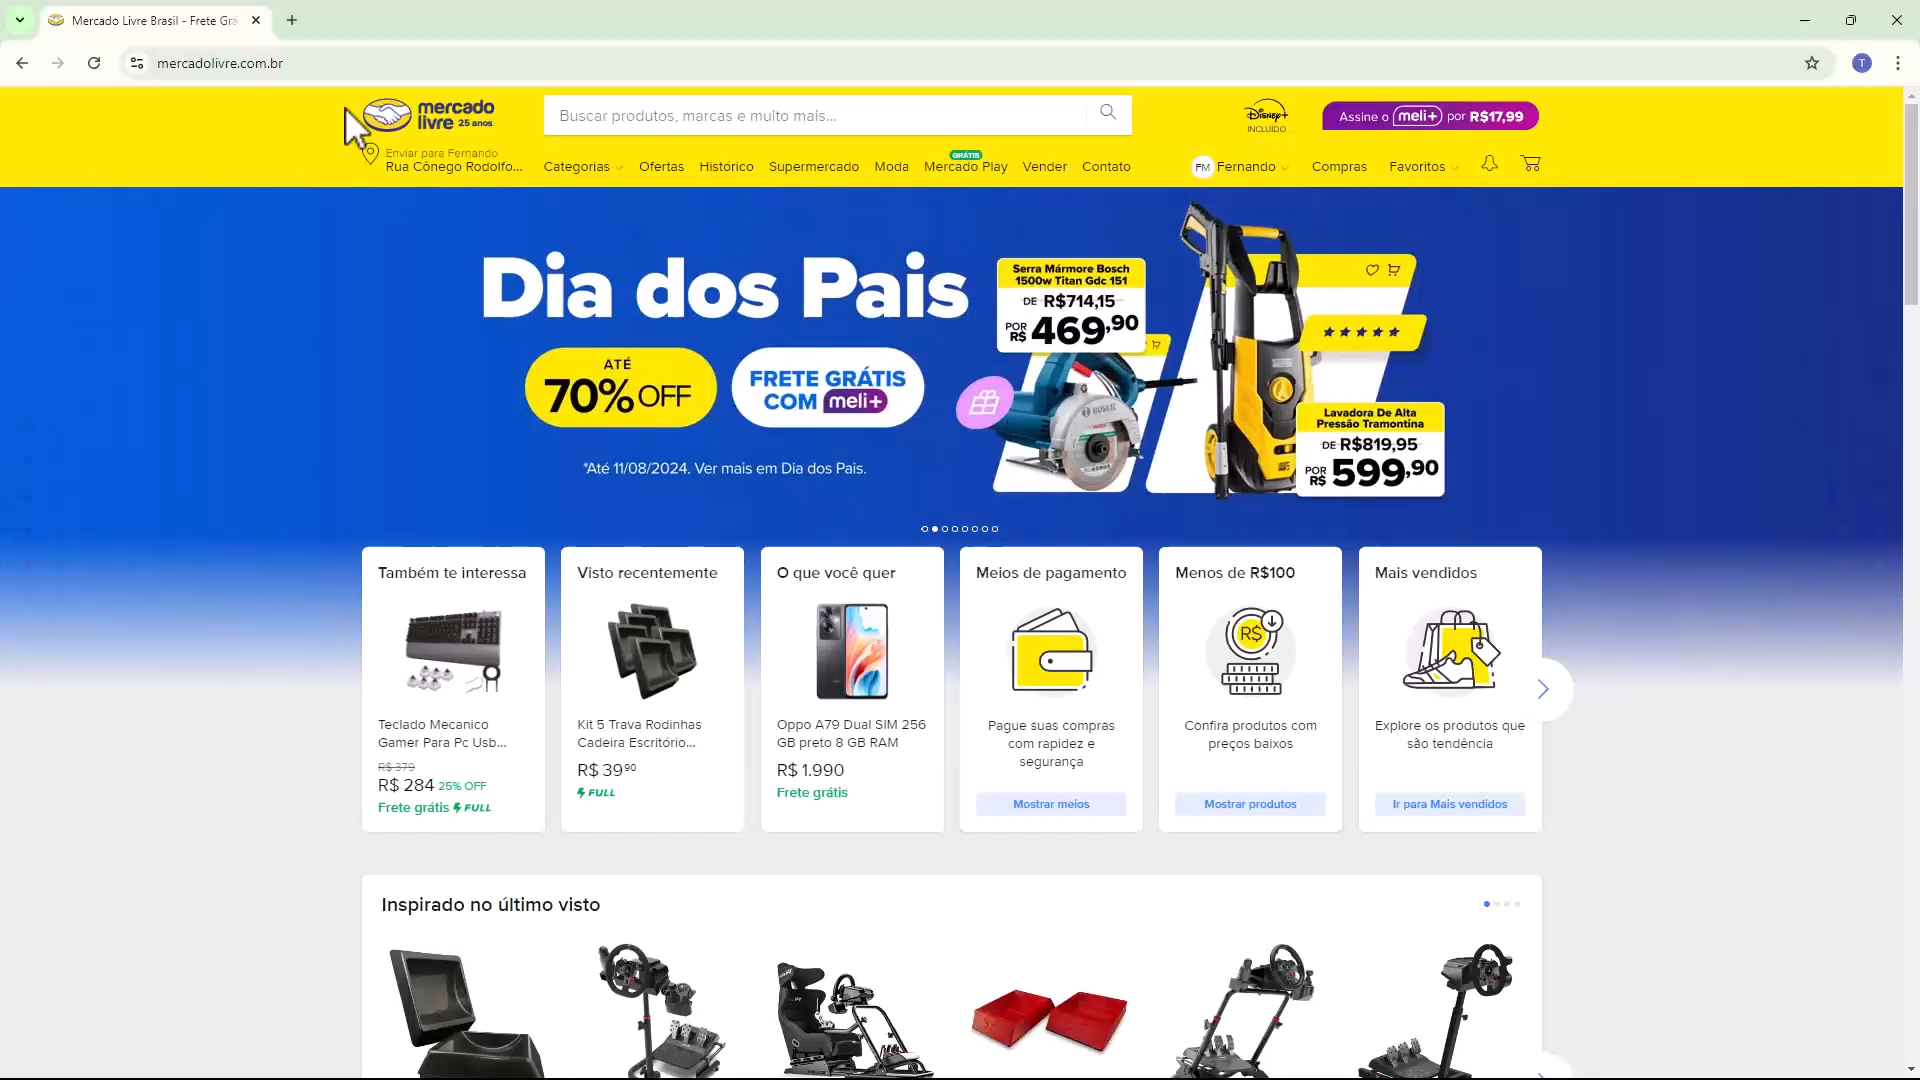 Mercado Livre Brasil - Frete Grá
mercadolivre.com.br
mercado
livre 25 anos
Buscar produtos, marcas e muito mais...
Disney+
INCLUÍDO
Assine o meli+ por R$17,99
Enviar para Fernando
Rua Cônego Rodolfo...
Categorias
Ofertas
Histórico
Supermercado
Moda
GRÁTIS
Mercado Play
Vender
Contato
FM Fernando
Compras
Favoritos
T
Dia dos Pais
ATÉ
70% OFF
FRETE GRÁTIS
COM meli+
*Até 11/08/2024. Ver mais em Dia dos Pais.
Serra Mármore Bosch
1500w Titan Gdc 151
DE R$714,15
POR R$ 469,90
BOSCH
Lavadora De Alta
Pressão Tramontina
DE R$819,95
POR R$ 599,90
Também te interessa
Teclado Mecanico
Gamer Para Pc Usb...
R$ 379
R$ 284 25% OFF
Frete grátis FULL
Visto recentemente
Kit 5 Trava Rodinhas
Cadeira Escritório...
R$ 39 90
FULL
O que você quer
Oppo A79 Dual SIM 256
GB preto 8 GB RAM
R$ 1.990
Frete grátis
Meios de pagamento
Pague suas compras
com rapidez e
segurança
Mostrar meios
Menos de R$100
R$
Confira produtos com
preços baixos
Mostrar produtos
Mais vendidos
Explore os produtos que
são tendência
Ir para Mais vendidos
Inspirado no último visto